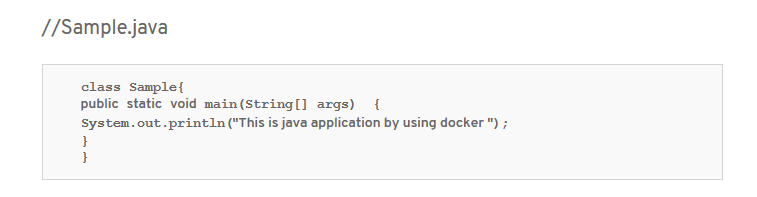 //Sample.java
class Sample{
public static void main(String[] args)  {
System.out.println("This is java application by using docker ");
}
}